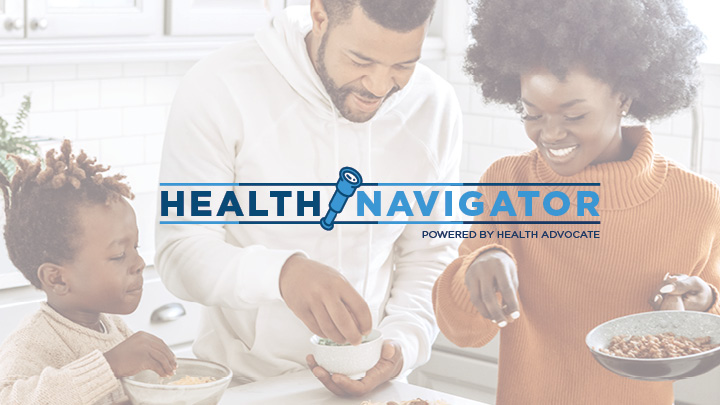 HEALTH NAVIGATOR
POWERED BY HEALTH ADVOCATE